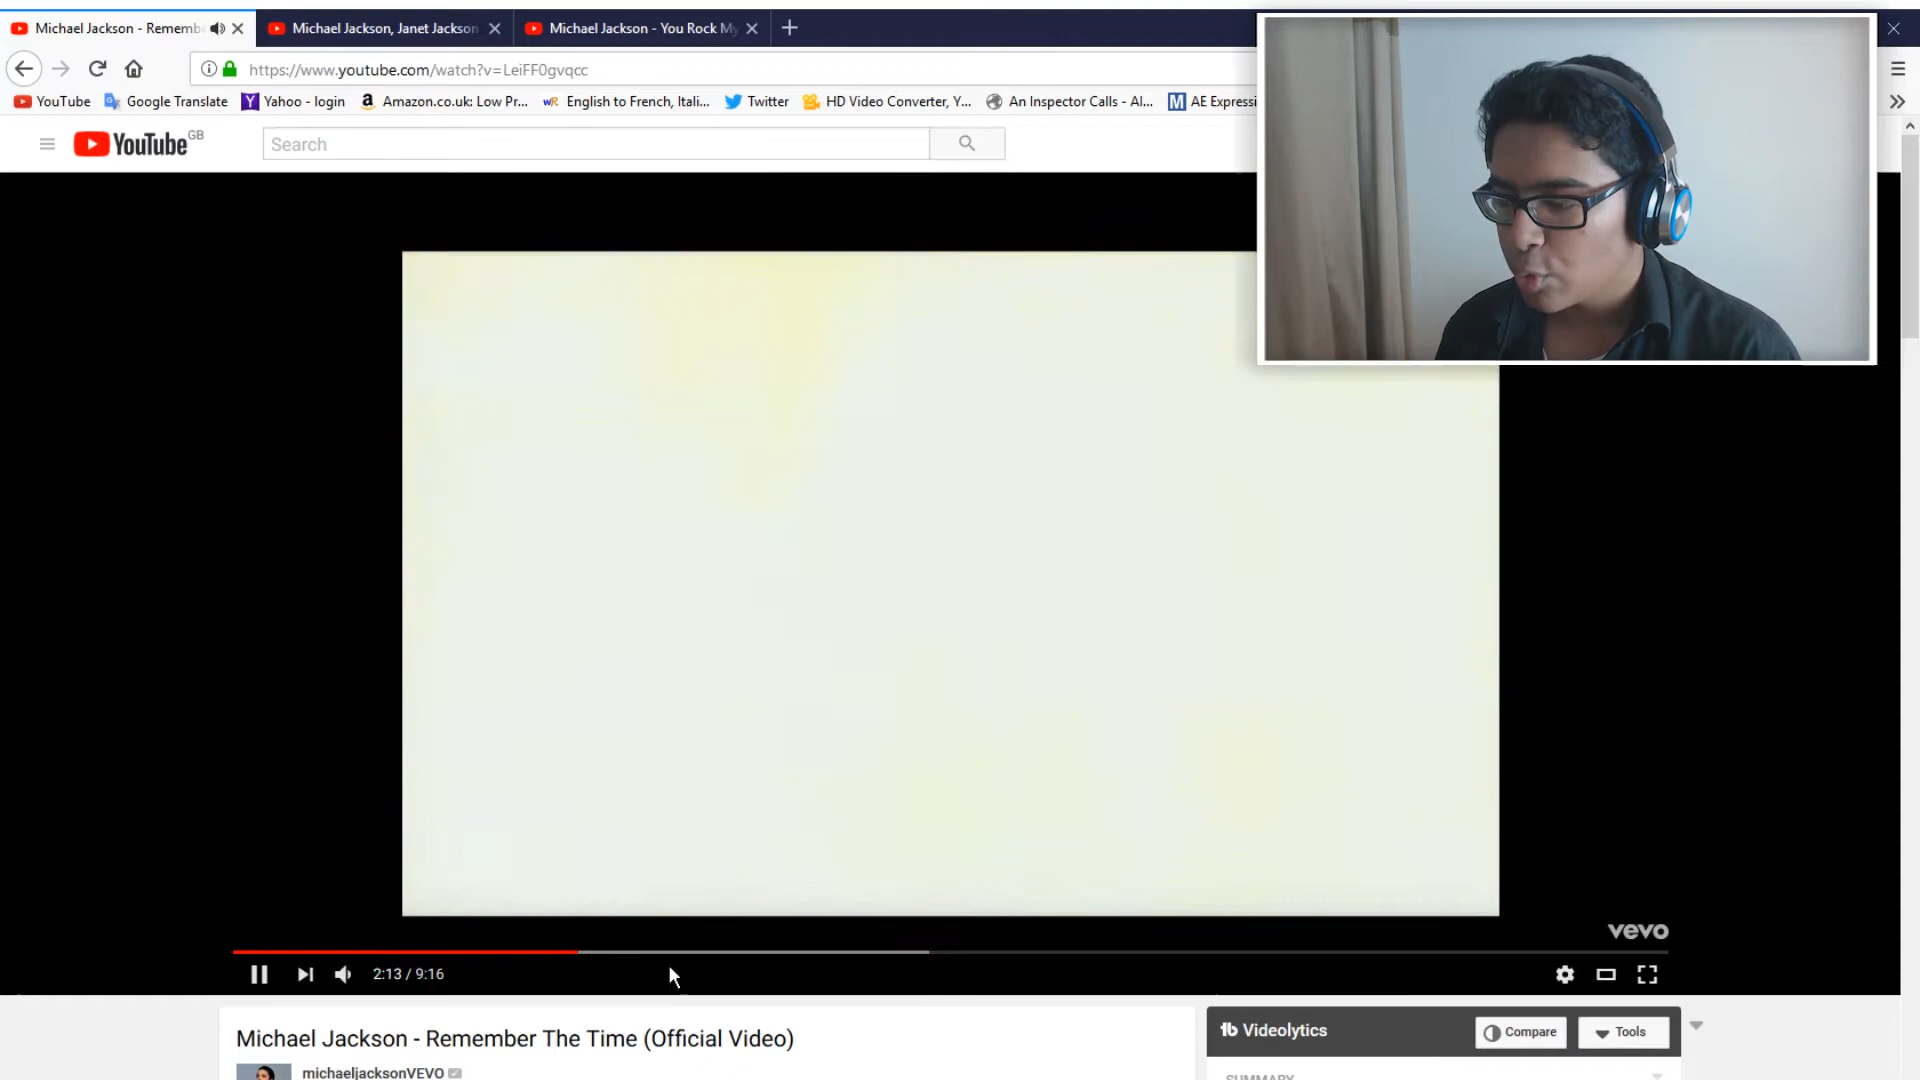 Michael Jackson - Rememb
Michael Jackson, Janet Jackson
Michael Jackson - You Rock My
https://www.youtube.com/watch?v=LeiFF0gvqcc
YouTube
Google Translate
Yahoo - login
Amazon.co.uk: Low Pr...
English to French, Itali...
Twitter
HD Video Converter, Y...
An Inspector Calls - Al...
AE Expressi
YouTube GB
Search
vevo
2:13 / 9:16
Michael Jackson - Remember The Time (Official Video)
michaeljacksonVEVO
tb Videolytics
Compare
Tools
SUMMARY